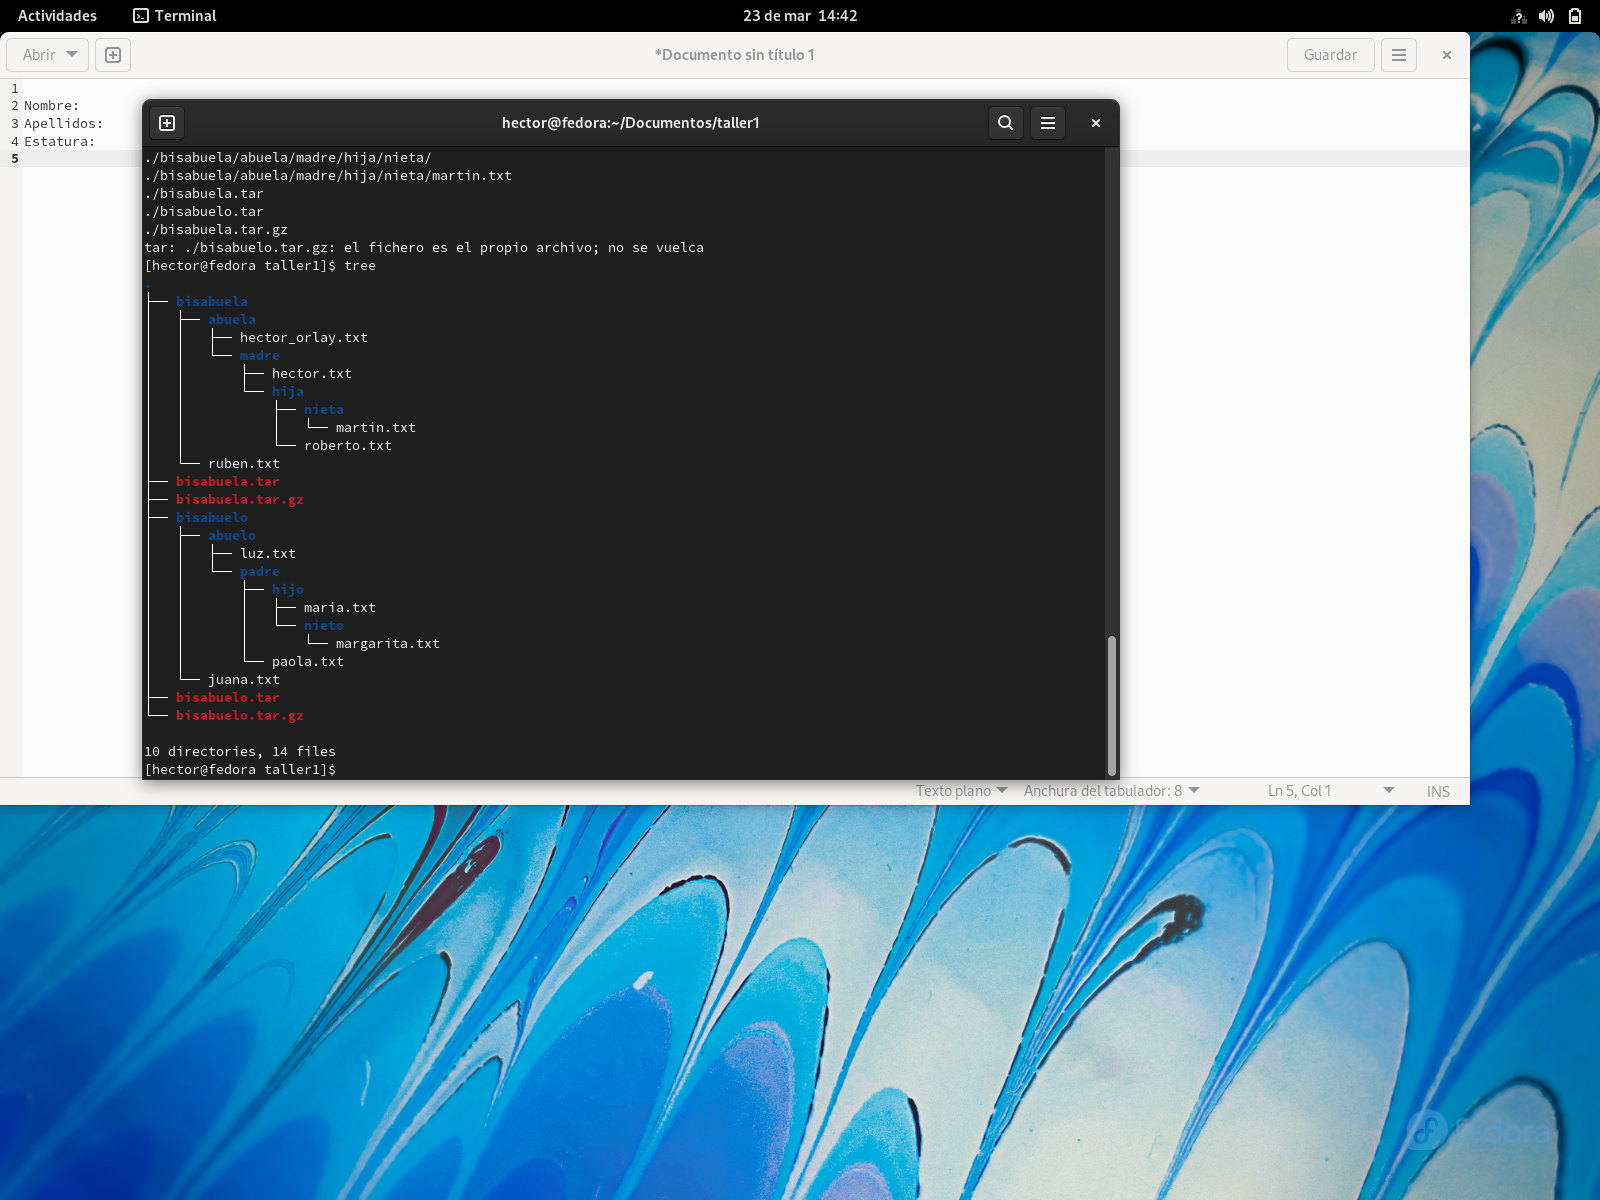 Actividades Terminal 23 de mar 14:42
Abrir *Documento sin título 1 Guardar
1
2 Nombre:
3 Apellidos:
4 Estatura:
5
hector@fedora:~/Documentos/taller1
./bisabuela/abuela/madre/hija/nieta/
./bisabuela/abuela/madre/hija/nieta/martin.txt
./bisabuela.tar
./bisabuelo.tar
./bisabuela.tar.gz
tar: ./bisabuelo.tar.gz: el fichero es el propio archivo; no se vuelca
[hector@fedora taller1]$ tree
.
├── bisabuela
│   ├── abuela
│   │   ├── hector_orlay.txt
│   │   └── madre
│   │       ├── hector.txt
│   │       └── hija
│   │           ├── nieta
│   │           │   └── martin.txt
│   │           └── roberto.txt
│   └── ruben.txt
├── bisabuela.tar
├── bisabuela.tar.gz
├── bisabuelo
│   ├── abuelo
│   │   ├── luz.txt
│   │   └── padre
│   │       ├── hijo
│   │       │   ├── maria.txt
│   │       │   └── nieto
│   │       │       └── margarita.txt
│   │       └── paola.txt
│   └── juana.txt
├── bisabuelo.tar
└── bisabuelo.tar.gz
10 directories, 14 files
[hector@fedora taller1]$
Texto plano Anchura del tabulador: 8 Ln 5, Col 1 INS
fedora